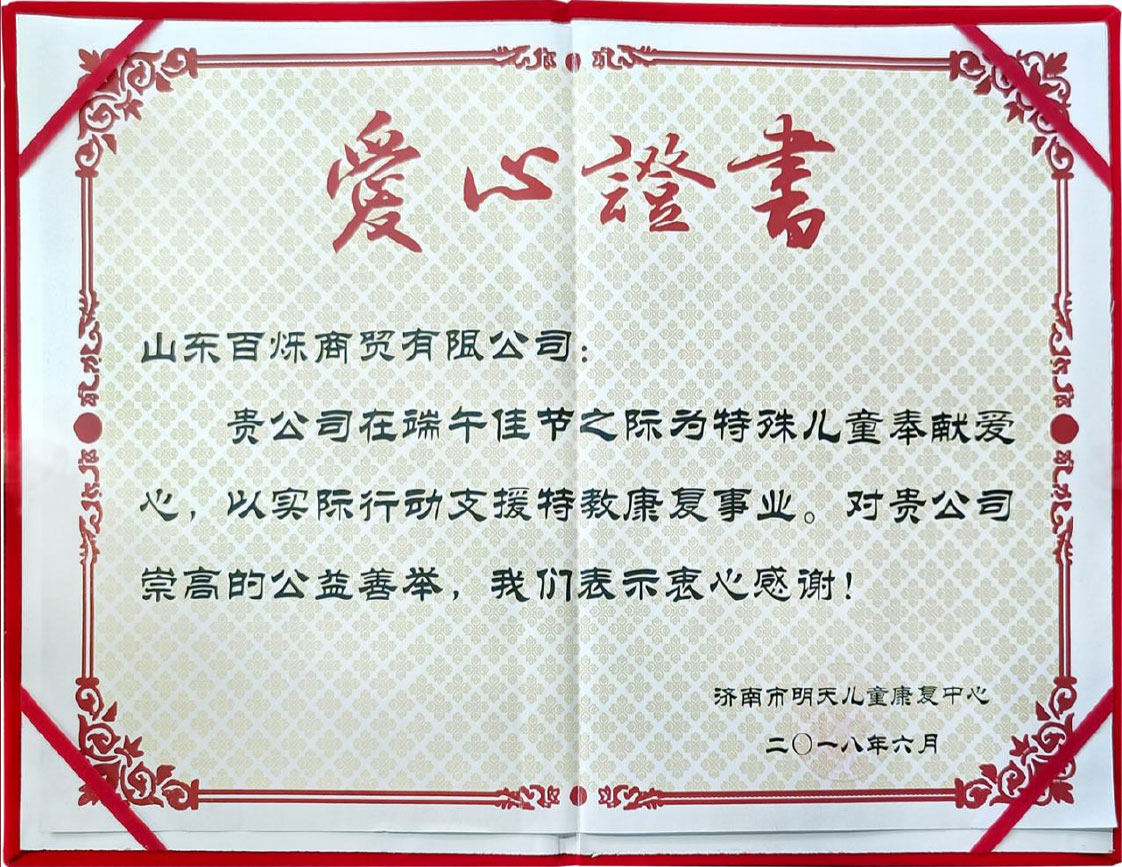 愛心證書
山东百烁商贸有限公司：
贵公司在端午佳节之际为特殊儿童奉献爱
心，以实际行动支援特教康复事业。对贵公司
崇高的公益善举，我们表示衷心感谢！
济南市明天儿童康复中心
二〇一八年六月